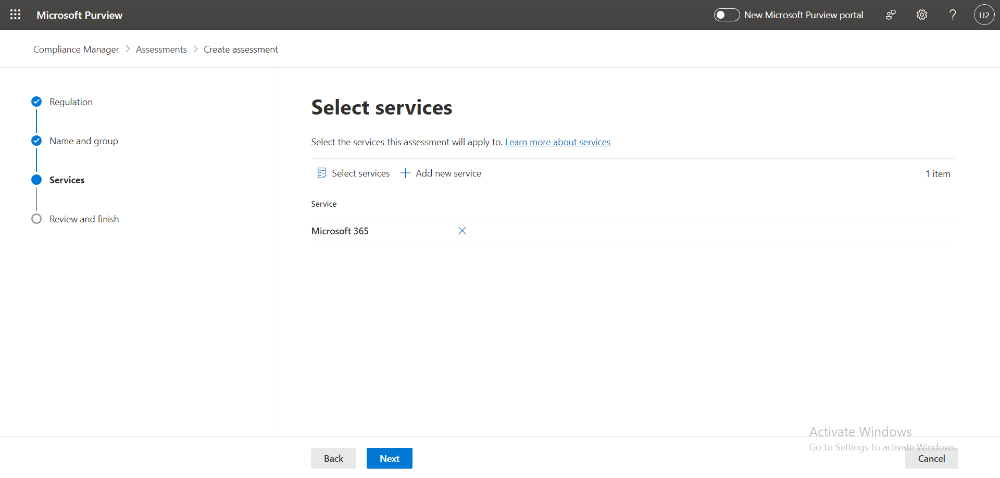 Microsoft Purview
New Microsoft Purview portal
?
U2
Compliance Manager > Assessments > Create assessment
Regulation
Name and group
Services
Review and finish
Select services
Select the services this assessment will apply to. Learn more about services
Select services
Add new service
1 item
Service
Microsoft 365
Activate Windows
Go to Settings to activate Windows.
Back
Next
Cancel